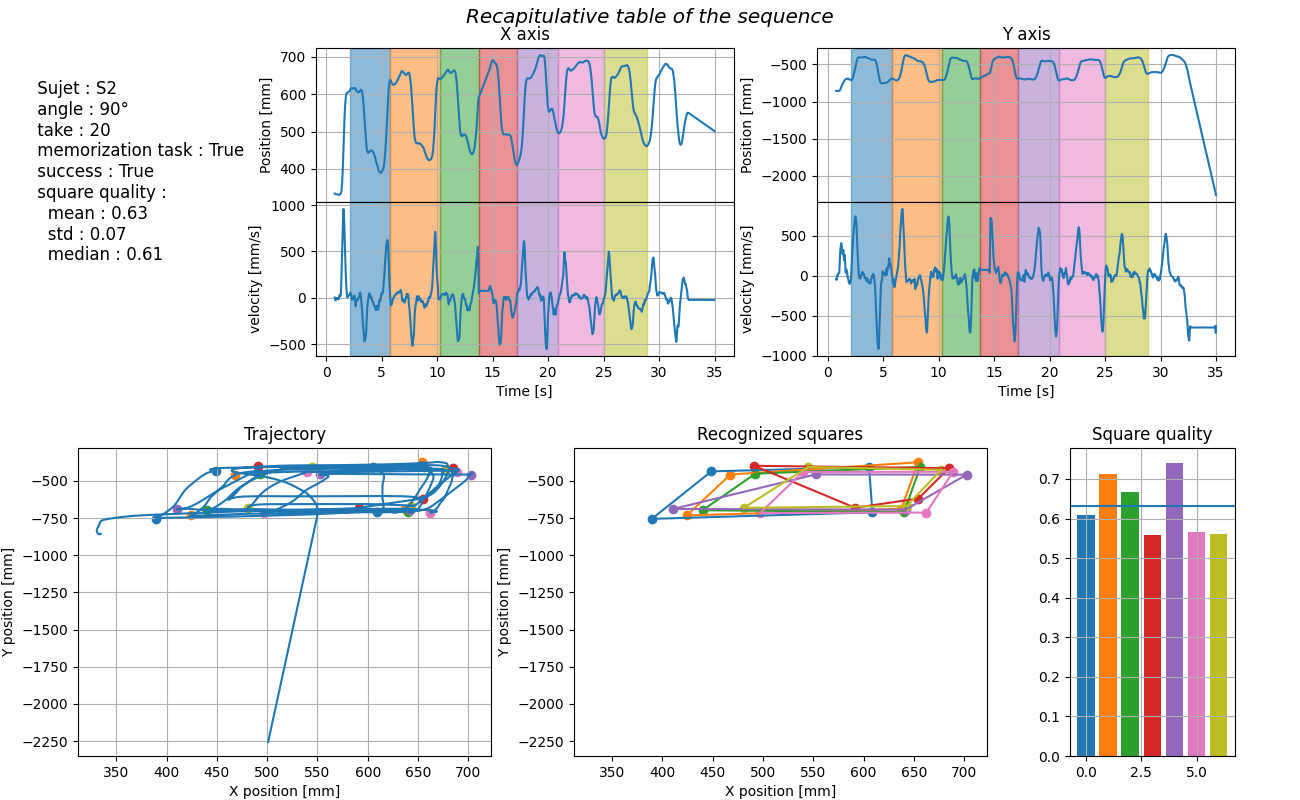 Recapitulative table of the sequence
Sujet : S2
angle : 90°
take : 20
memorization task : True
success : True
square quality :
mean : 0.63
std : 0.07
median : 0.61
X axis
Position [mm]
700
600
500
400
velocity [mm/s]
1000
500
0
−500
0 5 10 15 20 25 30 35
Time [s]
Y axis
Position [mm]
−500
−1000
−1500
−2000
velocity [mm/s]
500
0
−500
−1000
0 5 10 15 20 25 30 35
Time [s]
Trajectory
Y position [mm]
−500
−750
−1000
−1250
−1500
−1750
−2000
−2250
350 400 450 500 550 600 650 700
X position [mm]
Recognized squares
Y position [mm]
−500
−750
−1000
−1250
−1500
−1750
−2000
−2250
350 400 450 500 550 600 650 700
X position [mm]
Square quality
0.7
0.6
0.5
0.4
0.3
0.2
0.1
0.0
0.0 2.5 5.0